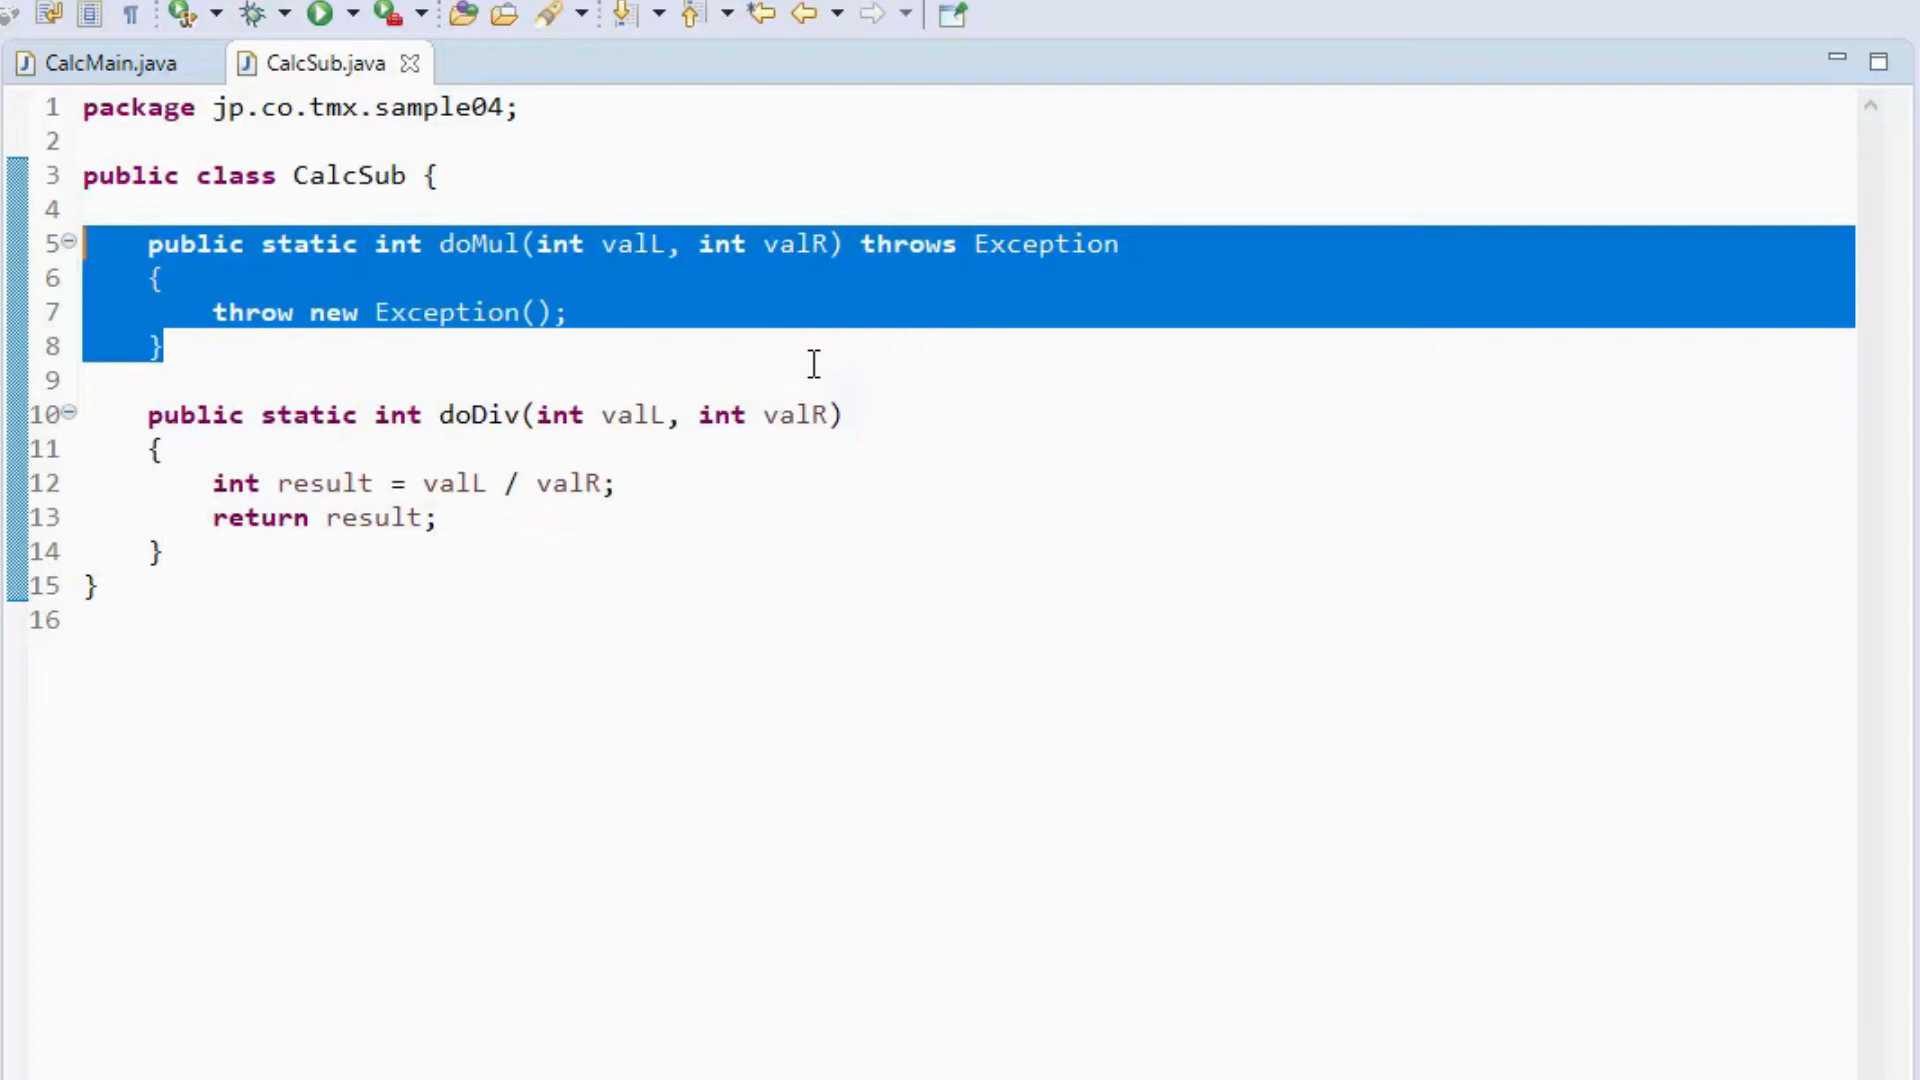 CalcMain.java
CalcSub.java
1 package jp.co.tmx.sample04;
2
3 public class CalcSub {
4
5 public static int doMul(int valL, int valR) throws Exception
6 {
7 throw new Exception();
8 }
9
10 public static int doDiv(int valL, int valR)
11 {
12 int result = valL / valR;
13 return result;
14 }
15 }
16